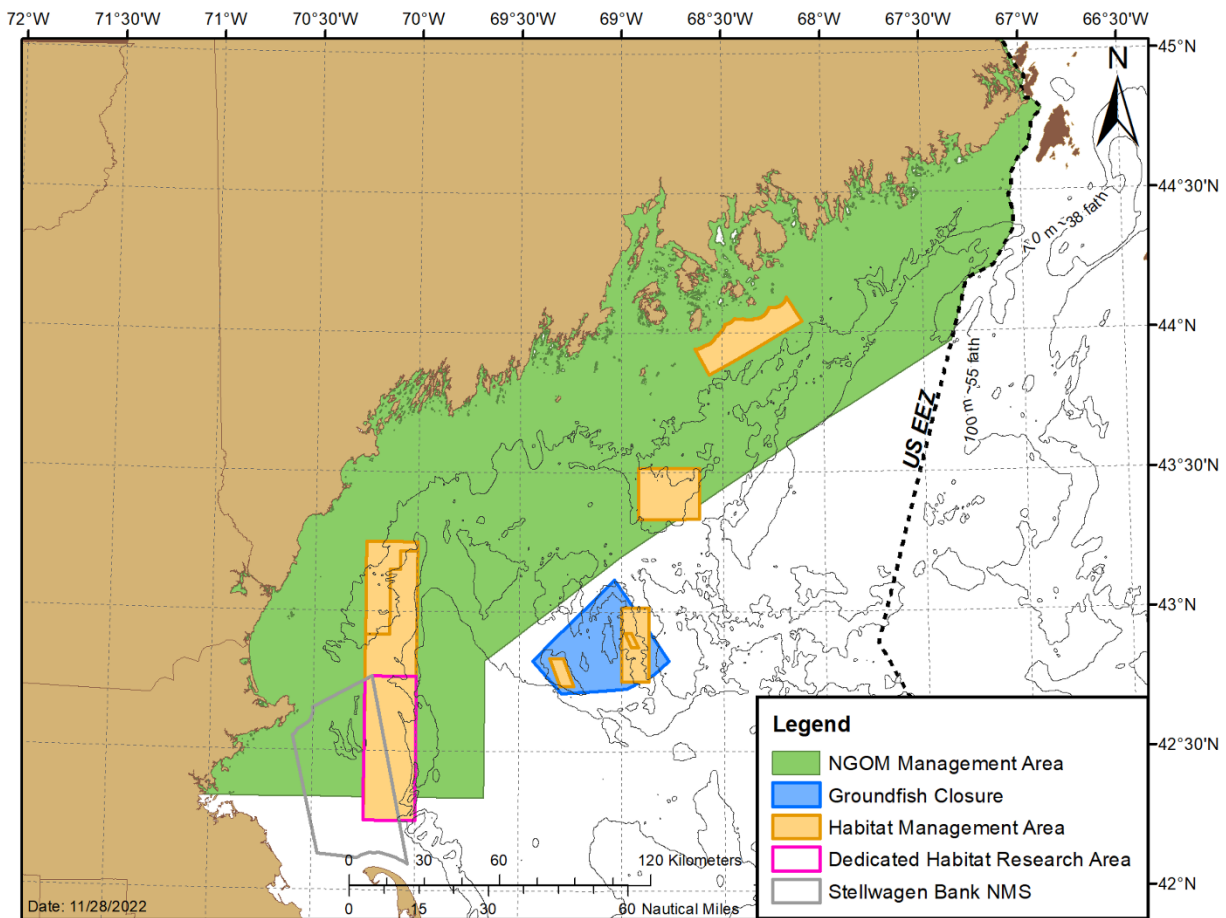 72°W 71°30'W 71°W 70°30'W 70°W 69°30'W 69°W 68°30'W 68°W 67°30'W 67°W 66°30'W
45°N
N
44°30'N
~38 fath
44°N
100 m ~55 fath
US EEZ
43°30'N
43°N
42°30'N
42°N
Legend
NGOM Management Area
Groundfish Closure
Habitat Management Area
Dedicated Habitat Research Area
Stellwagen Bank NMS
0 30 60 120 Kilometers
0 15 30 60 Nautical Miles
Date: 11/28/2022